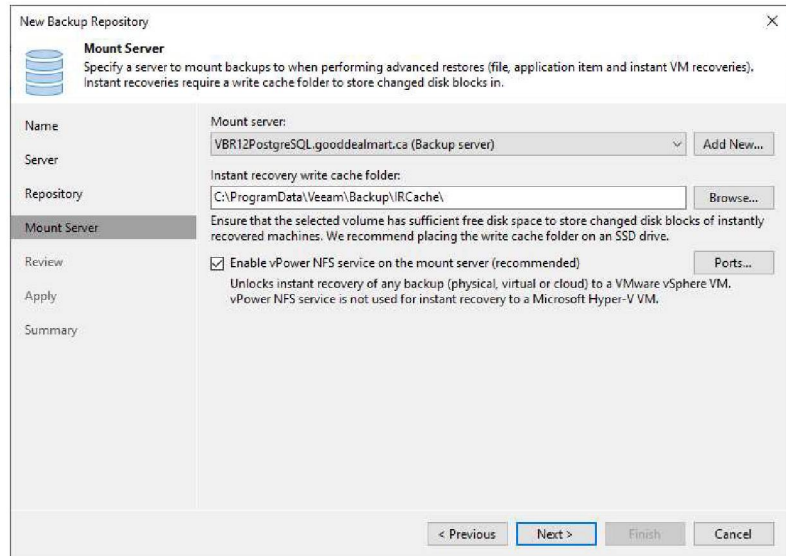 New Backup Repository
Mount Server
Specify a server to mount backups to when performing advanced restores (file, application item and instant VM recoveries).
Instant recoveries require a write cache folder to store changed disk blocks in.
Name
Server
Repository
Mount Server
Review
Apply
Summary
Mount server:
VBR12PostgreSQL.gooddealmart.ca (Backup server)
Add New...
Instant recovery write cache folder:
C:\ProgramData\Veeam\Backup\IRCache\
Browse...
Ensure that the selected volume has sufficient free disk space to store changed disk blocks of instantly
recovered machines. We recommend placing the write cache folder on an SSD drive.
Enable vPower NFS service on the mount server (recommended)
Ports...
Unlocks instant recovery of any backup (physical, virtual or cloud) to a VMware vSphere VM.
vPower NFS service is not used for instant recovery to a Microsoft Hyper-V VM.
< Previous
Next >
Finish
Cancel